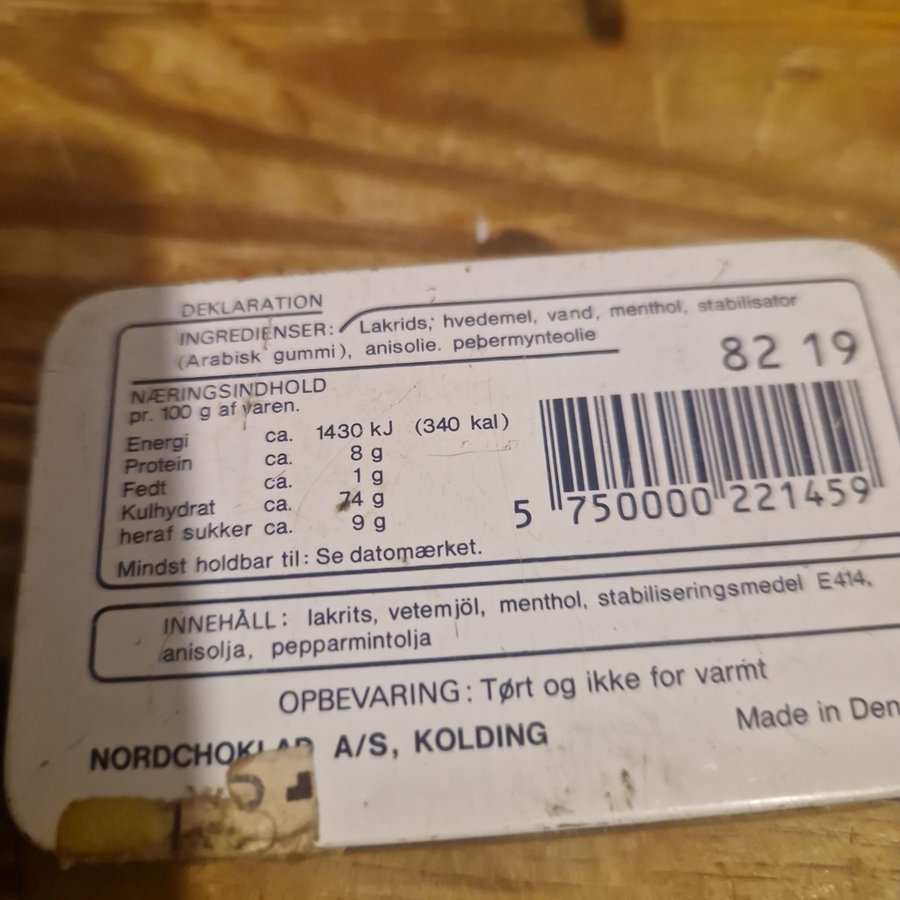 DEKLARATION
INGREDIENSER: Lakrids, hvedemel, vand, menthol, stabilisator
(Arabisk gummi), anisolie. pebermynteolie
82 19
NÆRINGSINDHOLD
pr. 100 g af varen.
Energi ca. 1430 kJ (340 kal)
Protein ca. 8 g
Fedt ca. 1 g
Kulhydrat ca. 74 g
heraf sukker ca. 9 g
5 750000 221459
Mindst holdbar til: Se datomærket.
INNEHÅLL: lakrits, vetemjöl, menthol, stabiliseringsmedel E414,
anisolja, pepparmintolja
OPBEVARING: Tørt og ikke for varmt
Made in Den
A/S, KOLDING